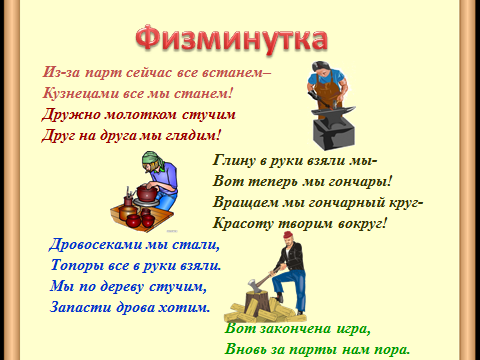 Физминутка
Из-за парт сейчас все встанем–
Кузнецами все мы станем!
Дружно молотком стучим
Друг на друга мы глядим!
Глину в руки взяли мы-
Вот теперь мы гончары!
Вращаем мы гончарный круг-
Красоту творим вокруг!
Дровосеками мы стали,
Топоры все в руки взяли.
Мы по дереву стучим,
Запасти дрова хотим.
Вот закончена игра,
Вновь за парты нам пора.